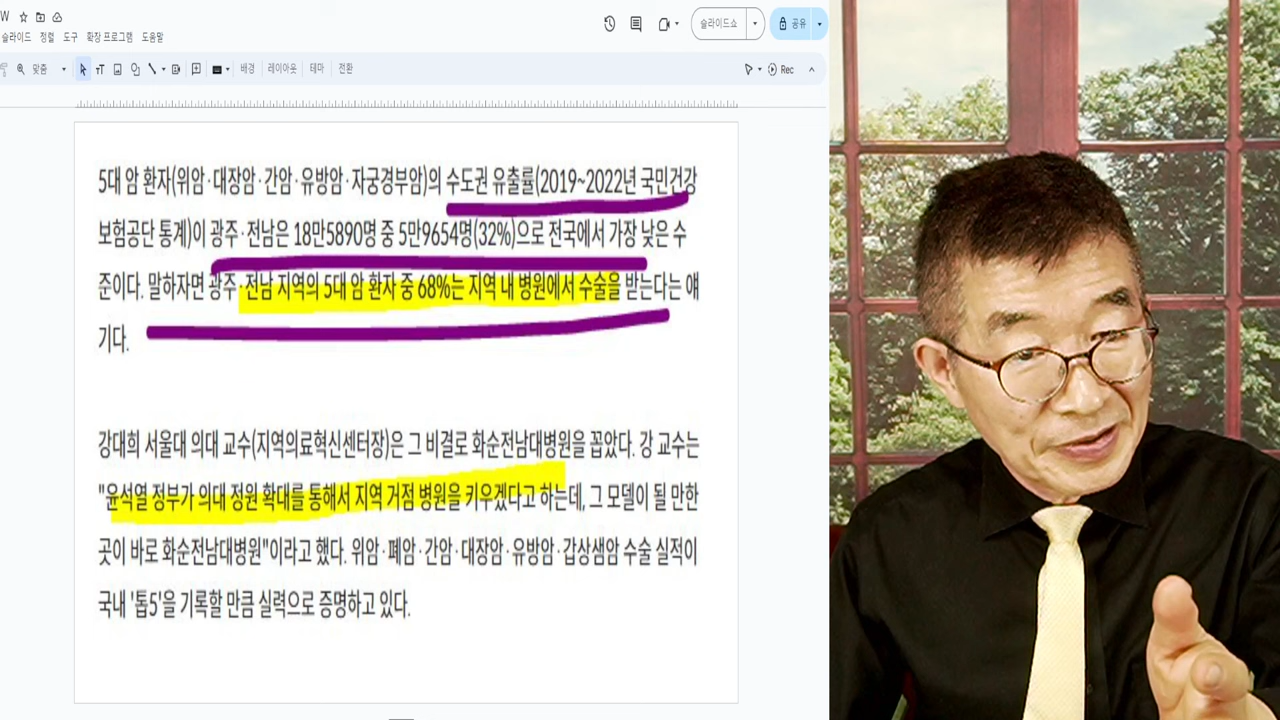 W
슬라이드 정렬 도구 확장 프로그램 도움말
슬라이드쇼
공유
맞춤
배경 레이아웃 테마 전환
Rec
5대 암 환자(위암·대장암·간암·유방암·자궁경부암)의 수도권 유출률(2019~2022년 국민건강
보험공단 통계)이 광주·전남은 18만5890명 중 5만9654명(32%)으로 전국에서 가장 낮은 수
준이다. 말하자면 광주·전남 지역의 5대 암 환자 중 68%는 지역 내 병원에서 수술을 받는다는 얘
기다.
강대희 서울대 의대 교수(지역의료혁신센터장)은 그 비결로 화순전남대병원을 꼽았다. 강 교수는
"윤석열 정부가 의대 정원 확대를 통해서 지역 거점 병원을 키우겠다고 하는데, 그 모델이 될 만한
곳이 바로 화순전남대병원"이라고 했다. 위암·폐암·간암·대장암·유방암·갑상샘암 수술 실적이
국내 '톱5'을 기록할 만큼 실력으로 증명하고 있다.